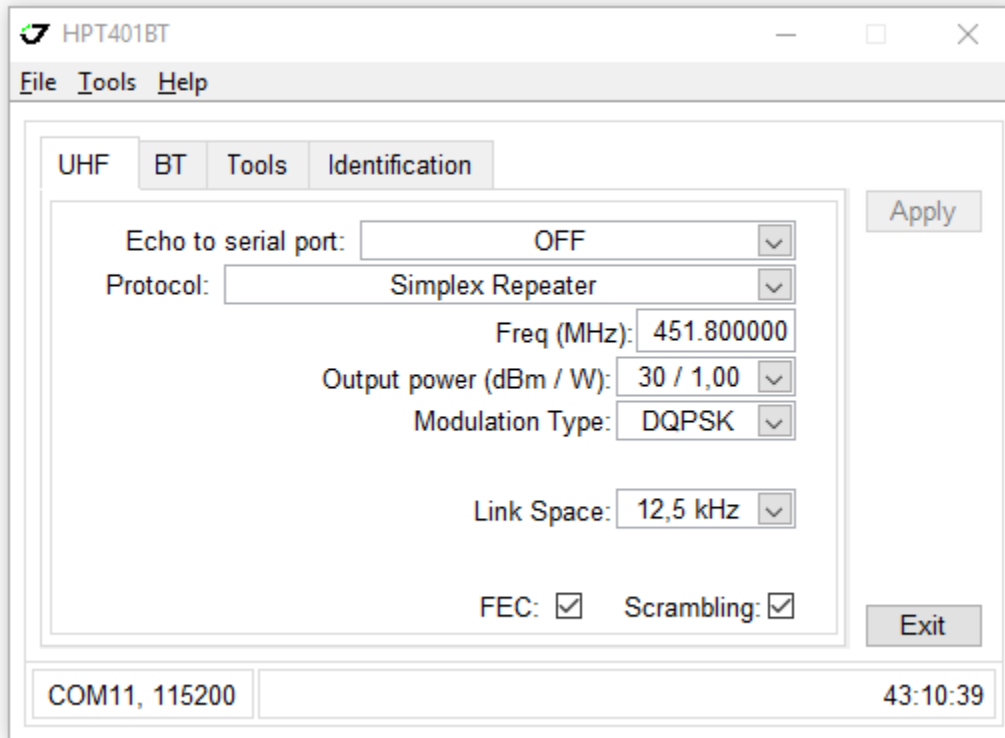 HPT401BT
File Tools Help
UHF BT Tools Identification
Apply
Echo to serial port: OFF
Protocol: Simplex Repeater
Freq (MHz): 451.800000
Output power (dBm / W): 30 / 1,00
Modulation Type: DQPSK
Link Space: 12,5 kHz
FEC: Scrambling:
Exit
COM11, 115200 43:10:39